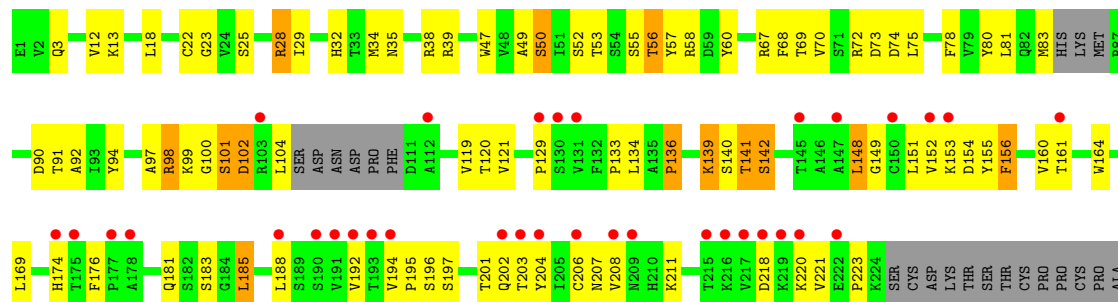 E1 V2 Q3 V12 K13 L18 C22 G23 V24 S25 R28 I29 H32 T33 M34 N35 R38 R39 W47 V48 A49 S50 I51 S52 T53 S54 S55 T56 Y57 R58 D59 Y60 R67 F68 T69 V70 S71 R72 D73 D74 L75 F78 V79 Y80 L81 Q82 M83 HIS LYS MET R87
D90 T91 A92 I93 Y94 A97 R98 K99 G100 S101 D102 R103 L104 SER ASP ASN ASP PRO PHE D111 A112 V119 T120 V121 P129 S130 V131 F132 P133 L134 A135 P136 K139 S140 T141 S142 T145 A146 A147 L148 G149 C150 L151 V152 K153 D154 Y155 F156 V160 T161 W164
L169 H174 T175 F176 P177 A178 Q181 S182 S183 G184 L185 L188 S189 S190 V191 V192 T193 V194 P195 S196 S197 T201 Q202 T203 Y204 I205 C206 N207 V208 N209 H210 K211 T215 K216 V217 D218 K219 K220 V221 E222 P223 K224 SER CYS ASP LYS THR SER THR CYS PRO PRO CYS PRO